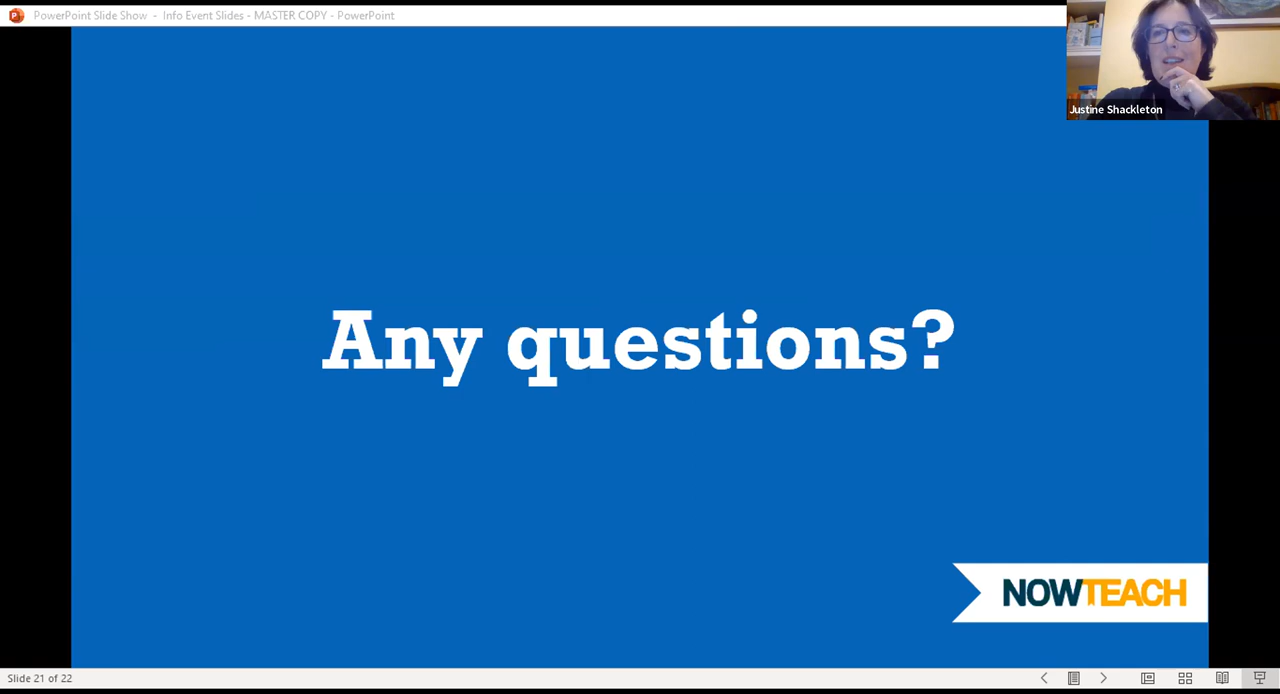 PowerPoint Slide Show - Info Event Slides - MASTER COPY - PowerPoint
Justine Shackleton
Any questions?
NOWTEACH
Slide 21 of 22